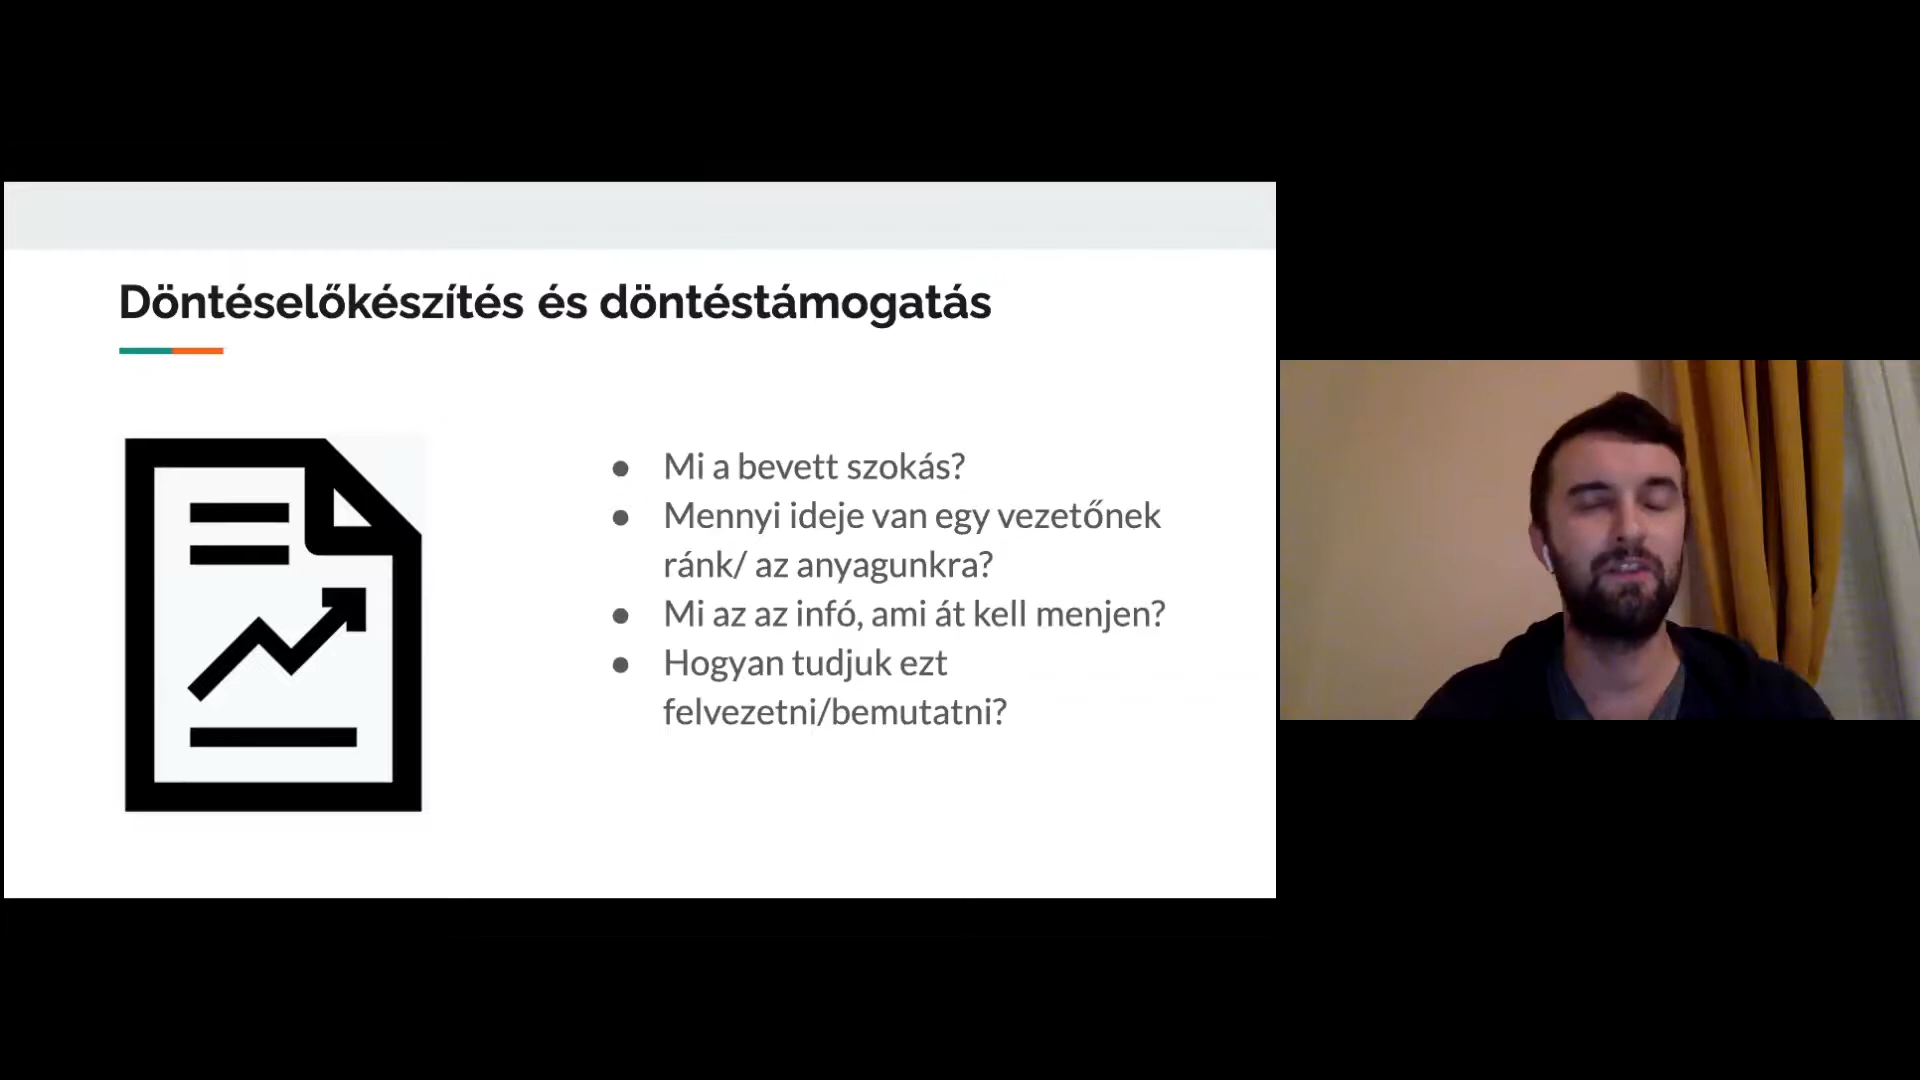 Döntéselőkészítés és döntéstámogatás
● Mi a bevett szokás?
● Mennyi ideje van egy vezetőnek
ránk/ az anyagunkra?
● Mi az az infó, ami át kell menjen?
● Hogyan tudjuk ezt
felvezetni/bemutatni?